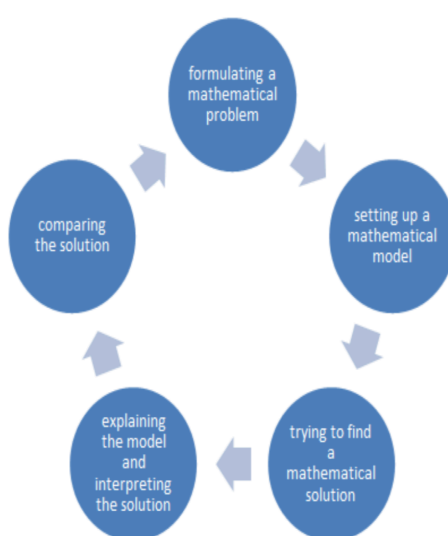 formulating a
mathematical
problem
setting up a
mathematical
model
trying to find
a
mathematical
solution
explaining
the model
and
interpreting
the solution
comparing
the solution